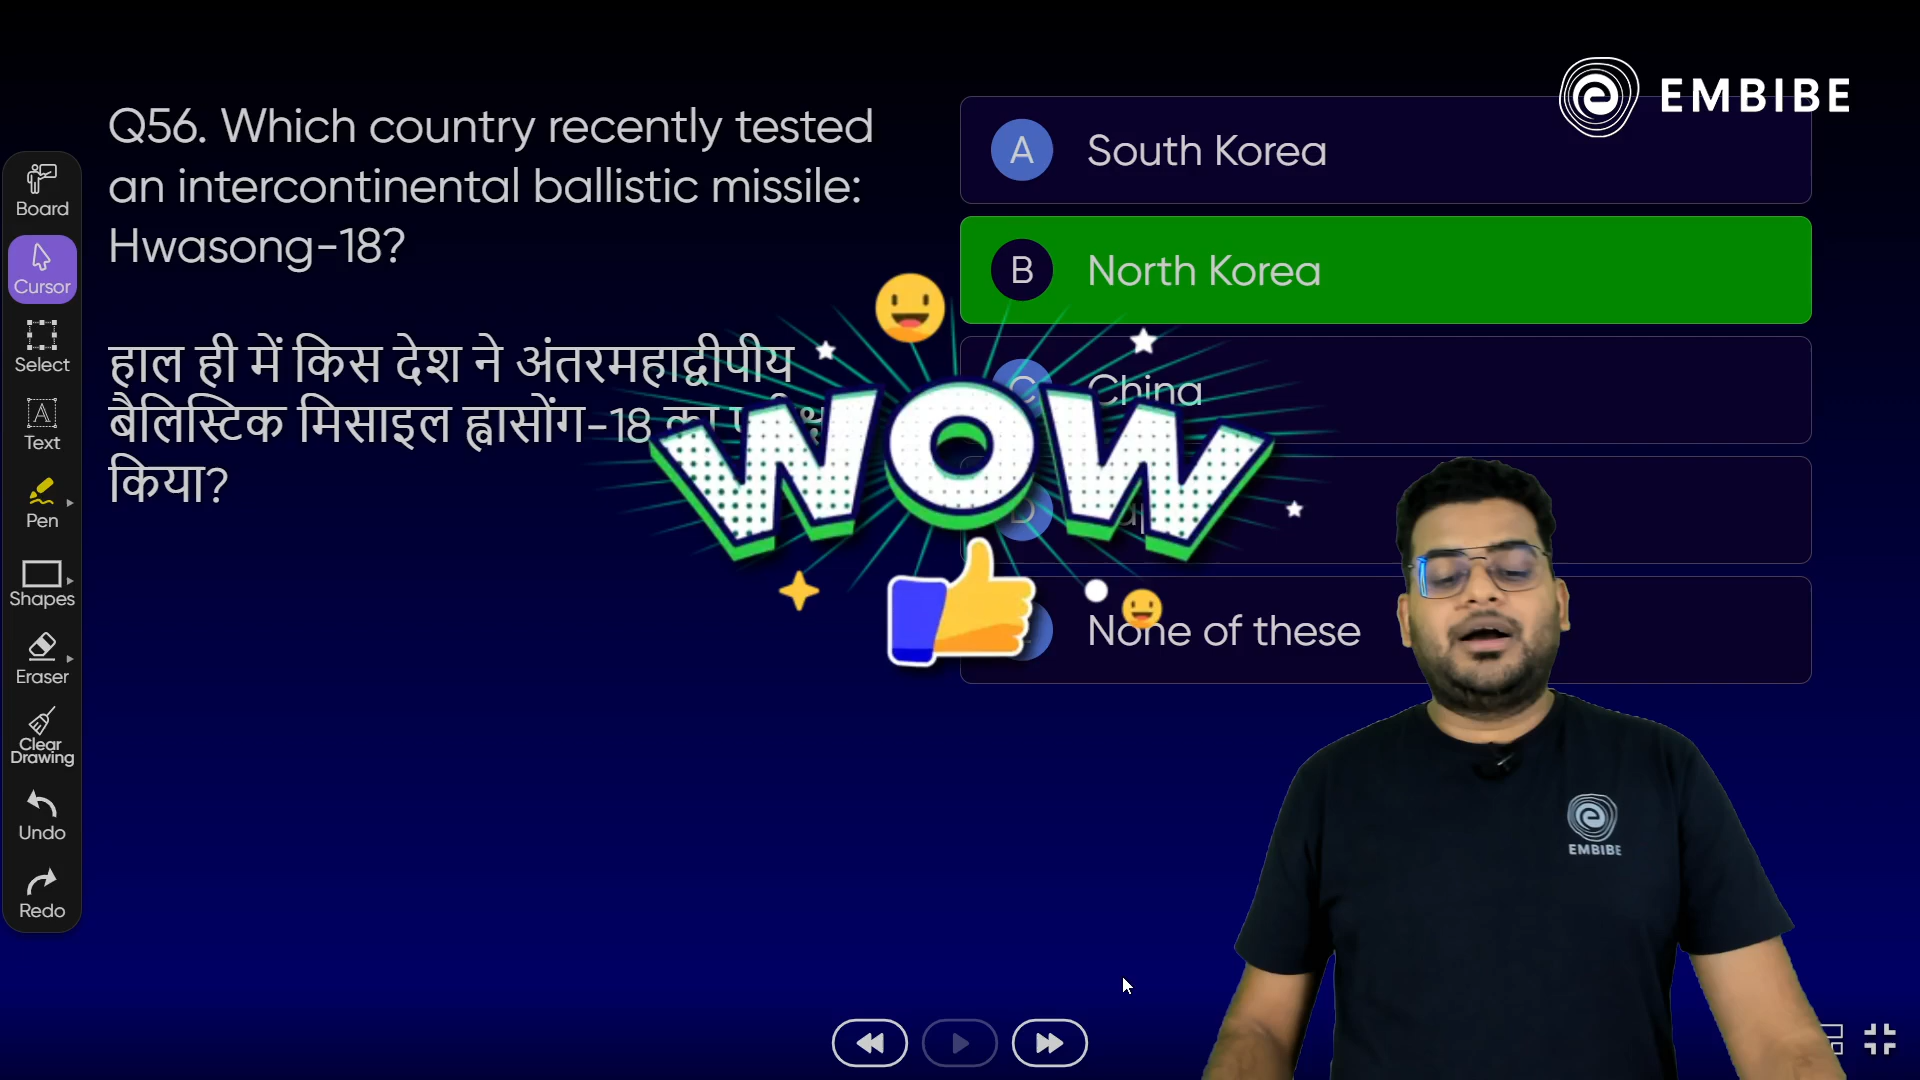 EMBIBE
Q56. Which country recently tested
an intercontinental ballistic missile:
Hwasong-18?
हाल ही में किस देश ने अंतरमहाद्वीपीय
बैलिस्टिक मिसाइल ह्वासोंग-18 का
किया?
A South Korea
B North Korea
C China
D
None of these
WOW
Board
Cursor
Select
Text
Pen
Shapes
Eraser
Clear
Drawing
Undo
Redo
EMBIBE